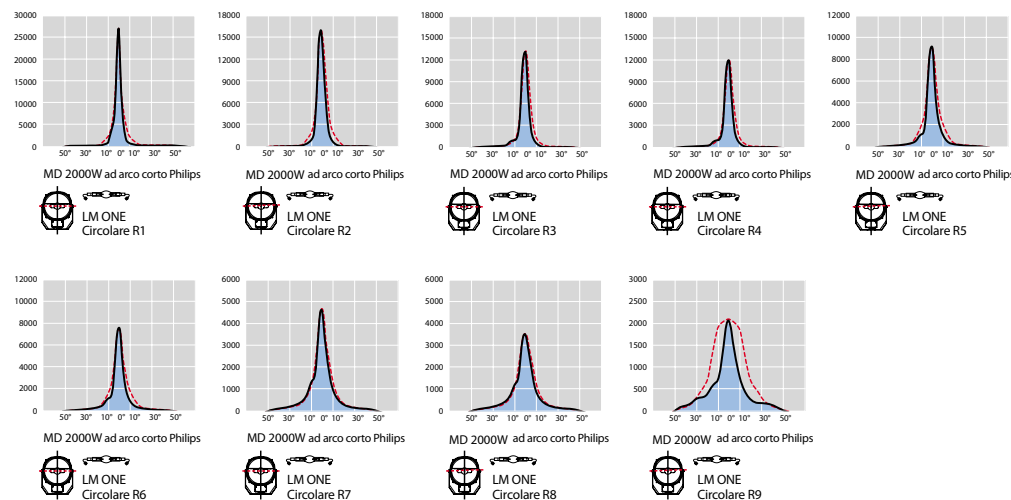 30000
25000
20000
15000
10000
5000
0
50° 30° 10° 0° 10° 30° 50°
MD 2000W ad arco corto Philips
LM ONE
Circolare R1
18000
15000
12000
9000
6000
3000
0
50° 30° 10° 0° 10° 30° 50°
MD 2000W ad arco corto Philips
LM ONE
Circolare R2
18000
15000
12000
9000
6000
3000
0
50° 30° 10° 0° 10° 30° 50°
MD 2000W ad arco corto Philips
LM ONE
Circolare R3
18000
15000
12000
9000
6000
3000
0
50° 30° 10° 0° 10° 30° 50°
MD 2000W ad arco corto Philips
LM ONE
Circolare R4
12000
10000
8000
6000
4000
2000
0
50° 30° 10° 0° 10° 30° 50°
MD 2000W ad arco corto Philips
LM ONE
Circolare R5
12000
10000
8000
6000
4000
2000
0
50° 30° 10° 0° 10° 30° 50°
MD 2000W ad arco corto Philips
LM ONE
Circolare R6
6000
5000
4000
3000
2000
1000
0
50° 30° 10° 0° 10° 30° 50°
MD 2000W ad arco corto Philips
LM ONE
Circolare R7
6000
5000
4000
3000
2000
1000
0
50° 30° 10° 0° 10° 30° 50°
MD 2000W ad arco corto Philips
LM ONE
Circolare R8
3000
2500
2000
1500
1000
500
0
50° 30° 10° 0° 10° 30° 50°
MD 2000W ad arco corto Philips
LM ONE
Circolare R9